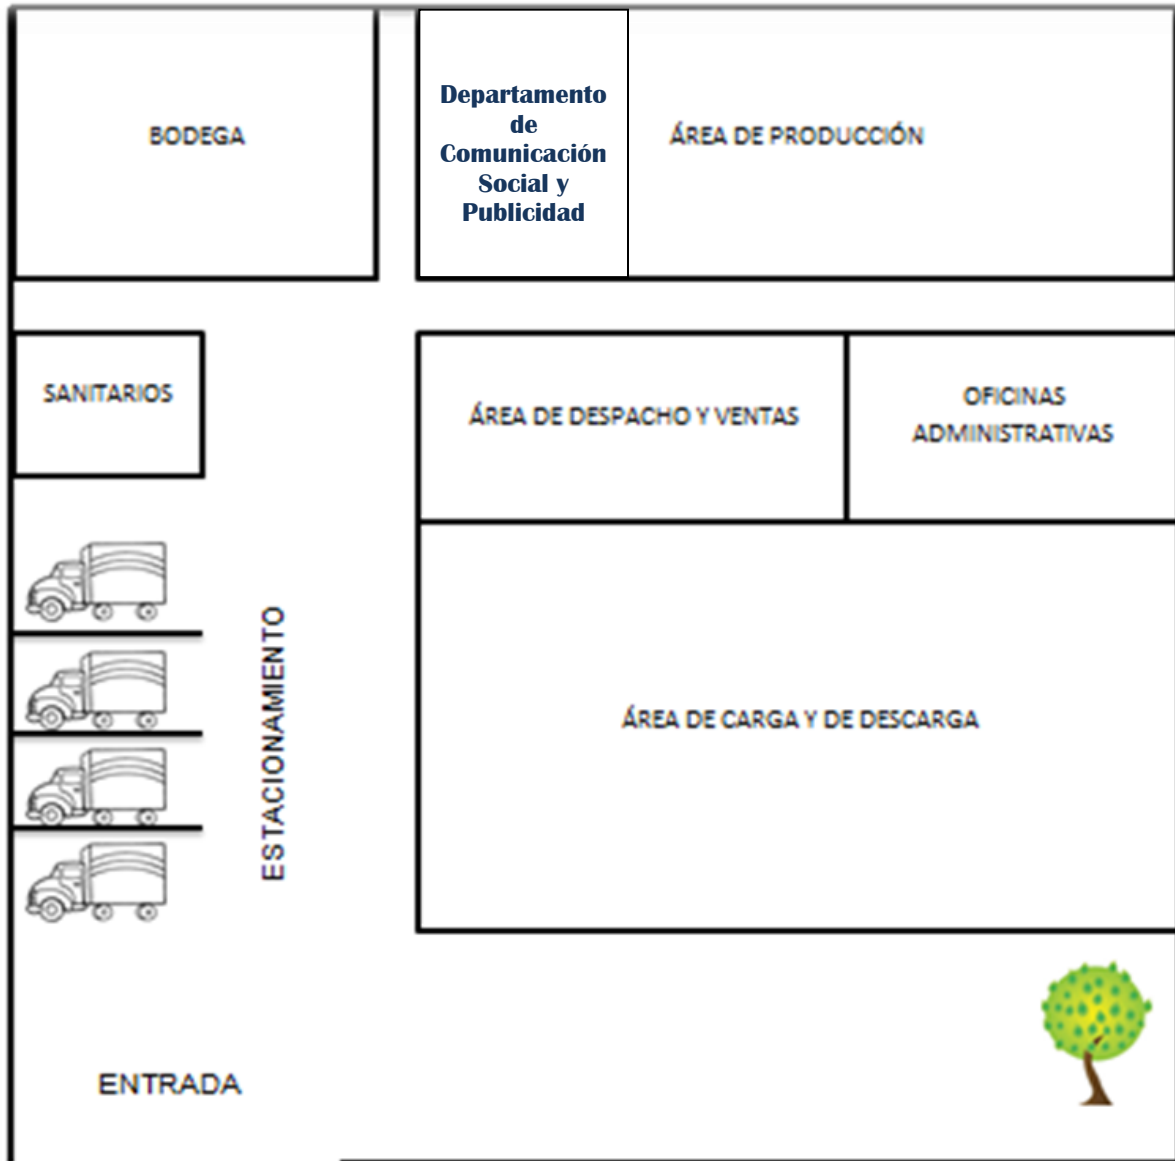 BODEGA
Departamento
de
Comunicación
Social y
Publicidad
ÁREA DE PRODUCCIÓN
SANITARIOS
ÁREA DE DESPACHO Y VENTAS
OFICINAS
ADMINISTRATIVAS
ESTACIONAMIENTO
ÁREA DE CARGA Y DE DESCARGA
ENTRADA